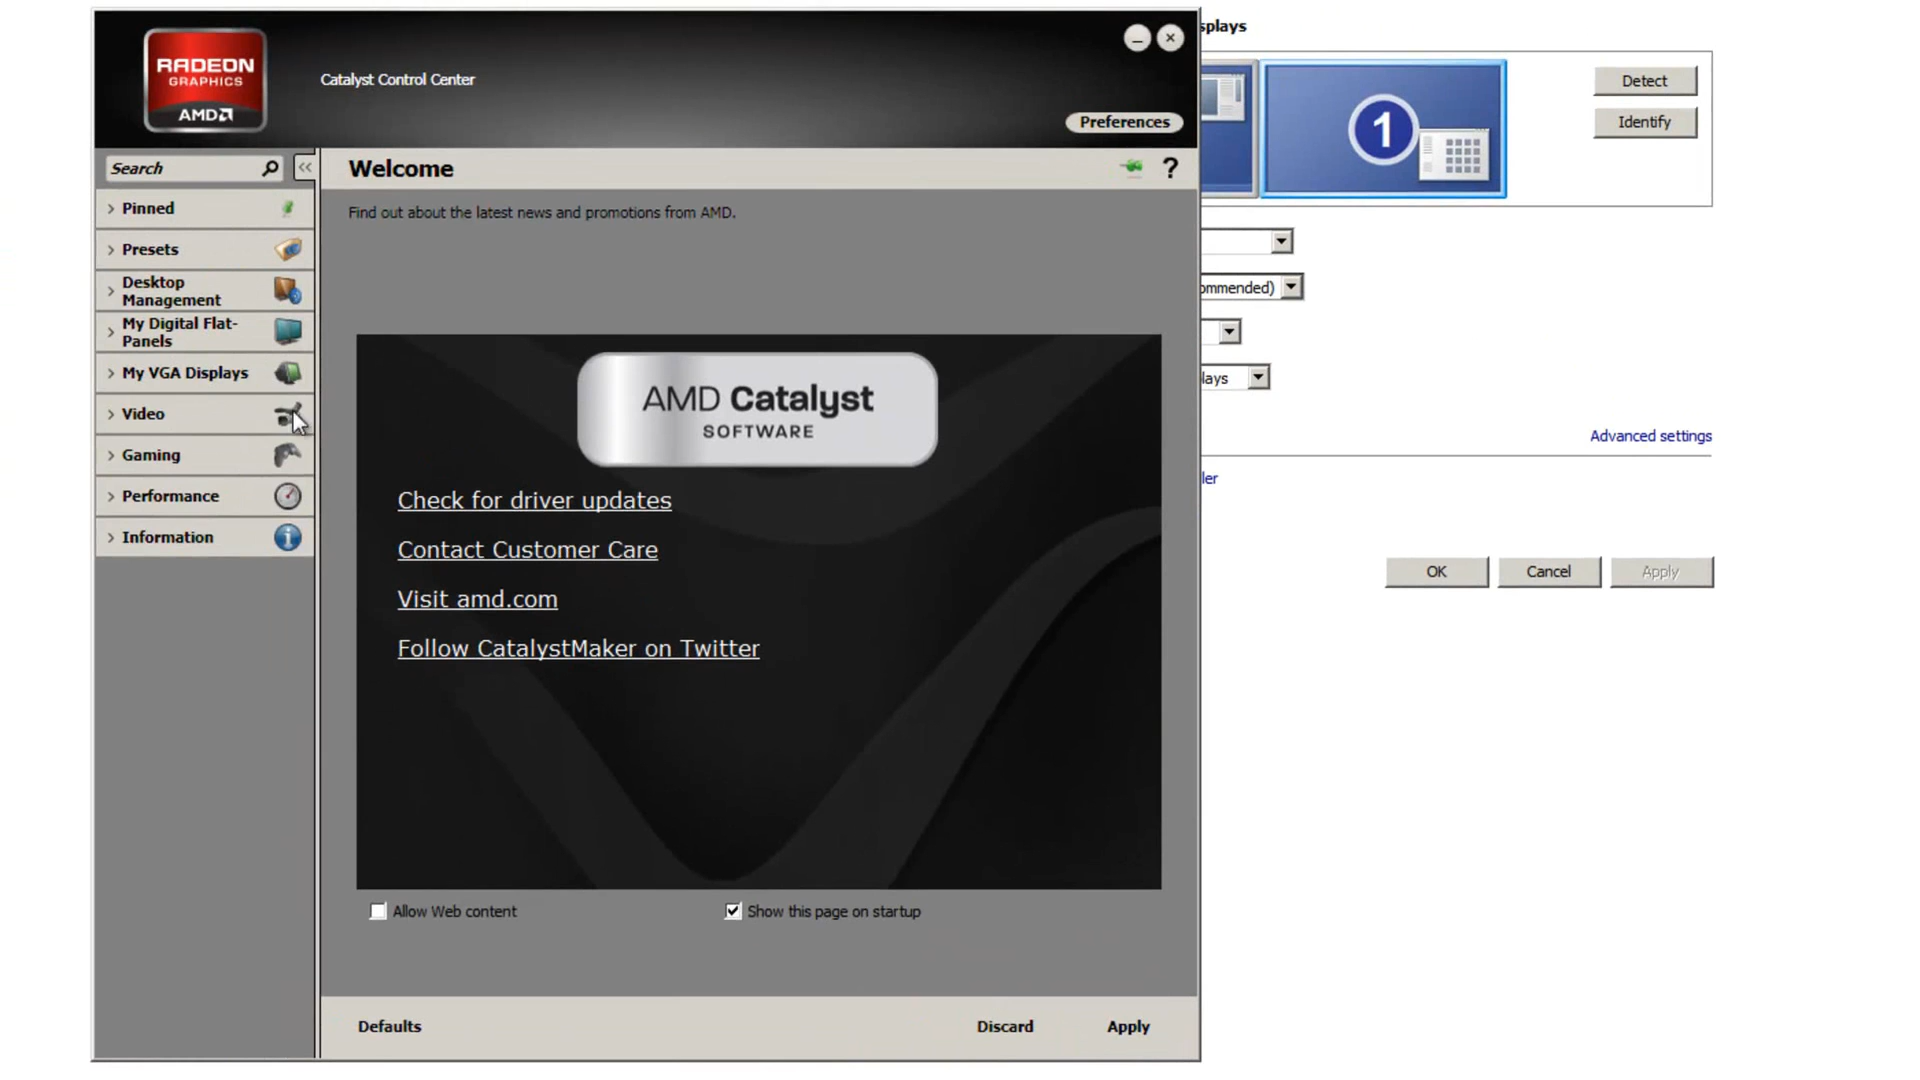 RADEON
GRAPHICS
AMD
Catalyst Control Center
Preferences
Search
<<
Welcome
?
Pinned
Presets
Desktop
Management
My Digital Flat-
Panels
My VGA Displays
Video
Gaming
Performance
Information
Find out about the latest news and promotions from AMD.
AMD Catalyst
SOFTWARE
Check for driver updates
Contact Customer Care
Visit amd.com
Follow CatalystMaker on Twitter
Allow Web content
Show this page on startup
Defaults
Discard
Apply
splays
1
Detect
Identify
ommended)
lays
Advanced settings
ler
OK
Cancel
Apply